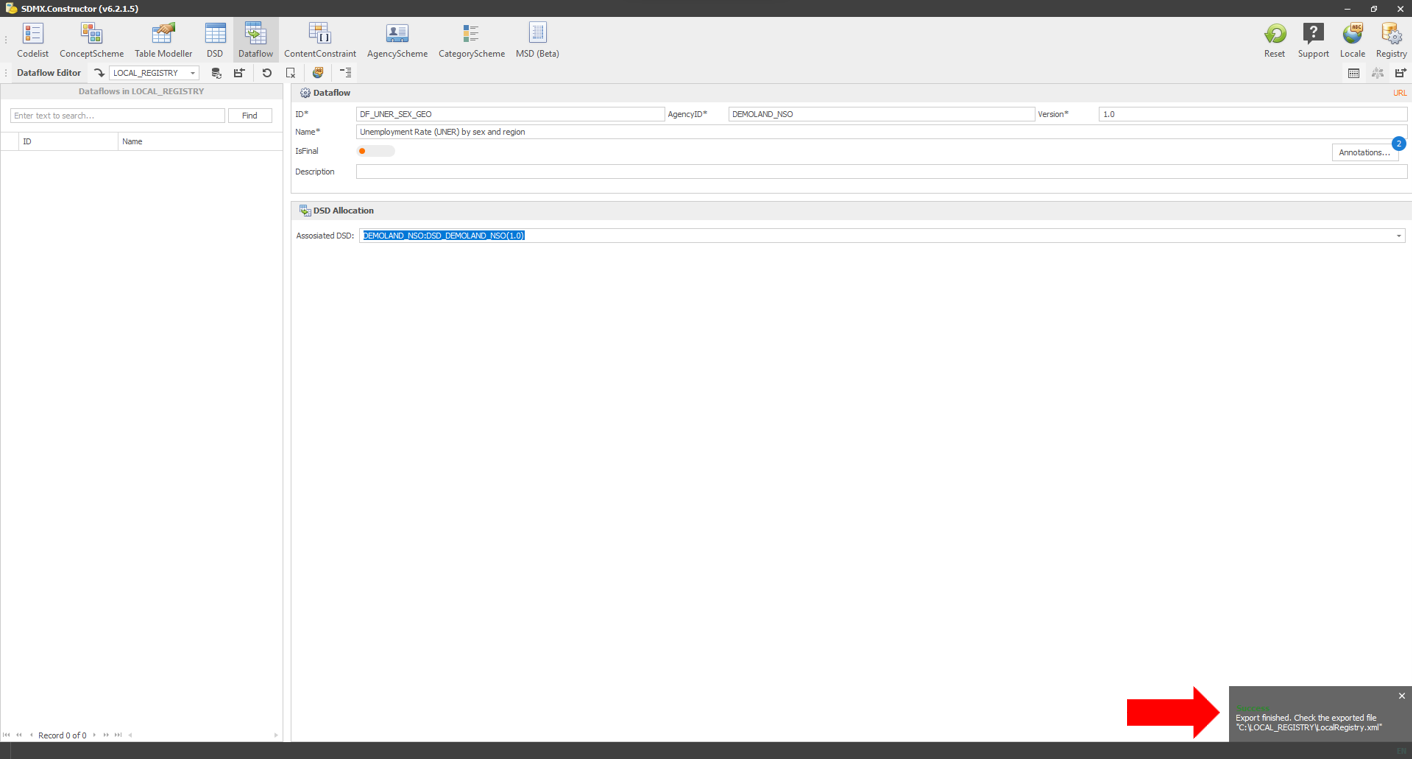 SDMX.Constructor (v6.2.1.5)
Codelist ConceptScheme Table Modeller DSD Dataflow ContentConstraint AgencyScheme CategoryScheme MSD (Beta) Reset Support Locale Registry
Dataflow Editor LOCAL_REGISTRY
Dataflows in LOCAL_REGISTRY
Enter text to search... Find
ID Name
Record 0 of 0
Dataflow URL
ID* DF_UNER_SEX_GEO AgencyID* DEMOLAND_NSO Version* 1.0
Name* Unemployment Rate (UNER) by sex and region
IsFinal Annotations... 2
Description
DSD Allocation
Assosiated DSD: DEMOLAND_NSO:DSD_DEMOLAND_NSO(1.0)
Export finished. Check the exported file
"C:\LOCAL_REGISTRY\LocalRegistry.xml"